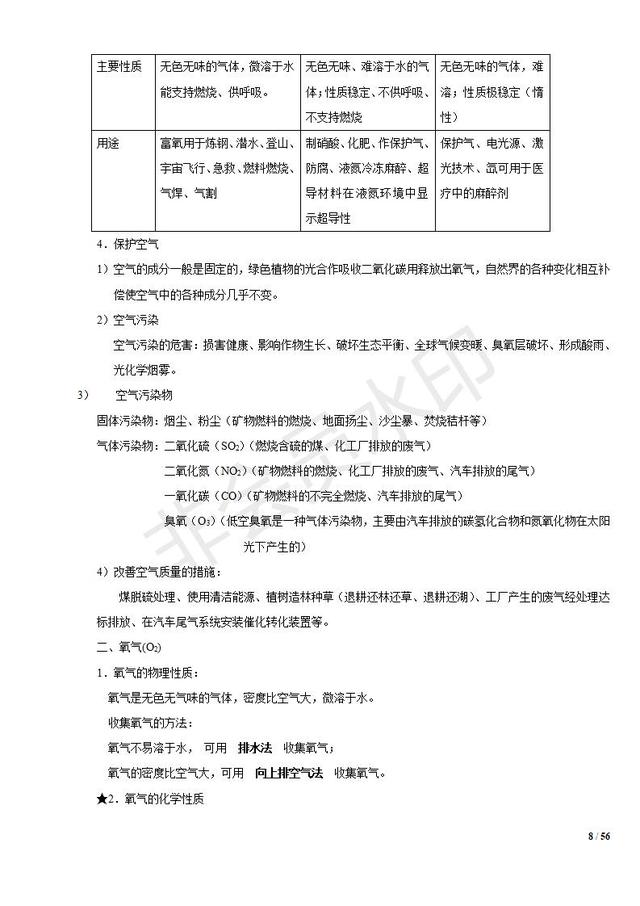 主要性质
无色无味的气体，微溶于水
能支持燃烧、供呼吸。
无色无味、难溶于水的气
体；性质稳定、不供呼吸、
不支持燃烧
无色无味的气体，难
溶；性质极稳定（惰
性）
用途
富氧用于炼钢、潜水、登山、
宇宙飞行、急救、燃料燃烧、
气焊、气割
制硝酸、化肥、作保护气、
防腐、液氮冷冻麻醉、超
导材料在液氮环境中显
示超导性
保护气、电光源、激
光技术、氙可用于医
疗中的麻醉剂
4．保护空气
1）空气的成分一般是固定的，绿色植物的光合作吸收二氧化碳用释放出氧气，自然界的各种变化相互补
偿使空气中的各种成分几乎不变。
2）空气污染
空气污染的危害：损害健康、影响作物生长、破坏生态平衡、全球气候变暖、臭氧层破坏、形成酸雨、
光化学烟雾。
3） 空气污染物
固体污染物：烟尘、粉尘（矿物燃料的燃烧、地面扬尘、沙尘暴、焚烧秸杆等）
气体污染物：二氧化硫（SO₂）（燃烧含硫的煤、化工厂排放的废气）
二氧化氮（NO₂）（矿物燃料的燃烧、化工厂排放的废气、汽车排放的尾气）
一氧化碳（CO）（矿物燃料的不完全燃烧、汽车排放的尾气）
臭氧（O₃）（低空臭氧是一种气体污染物，主要由汽车排放的碳氢化合物和氮氧化物在太阳
光下产生的）
4）改善空气质量的措施：
煤脱硫处理、使用清洁能源、植树造林种草（退耕还林还草、退耕还湖）、工厂产生的废气经处理达
标排放、在汽车尾气系统安装催化转化装置等。
二、氧气(O₂)
1．氧气的物理性质：
氧气是无色无气味的气体，密度比空气大，微溶于水。
收集氧气的方法：
氧气不易溶于水， 可用 排水法 收集氧气；
氧气的密度比空气大，可用 向上排空气法 收集氧气。
★2．氧气的化学性质
8 / 56
非会员水印